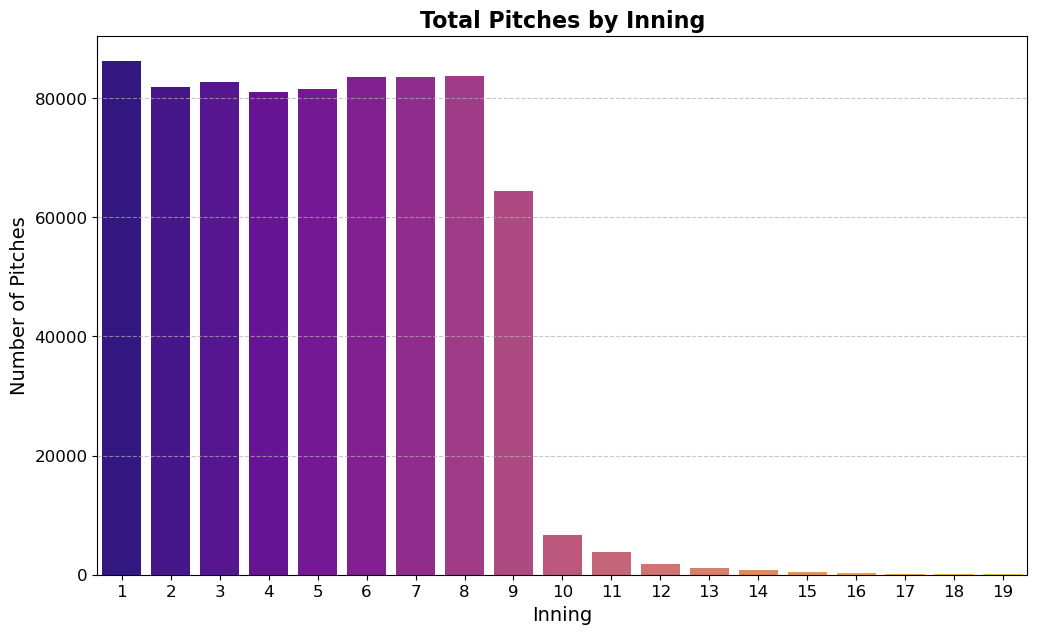 Total Pitches by Inning
Number of Pitches
80000
60000
40000
20000
0
1 2 3 4 5 6 7 8 9 10 11 12 13 14 15 16 17 18 19
Inning